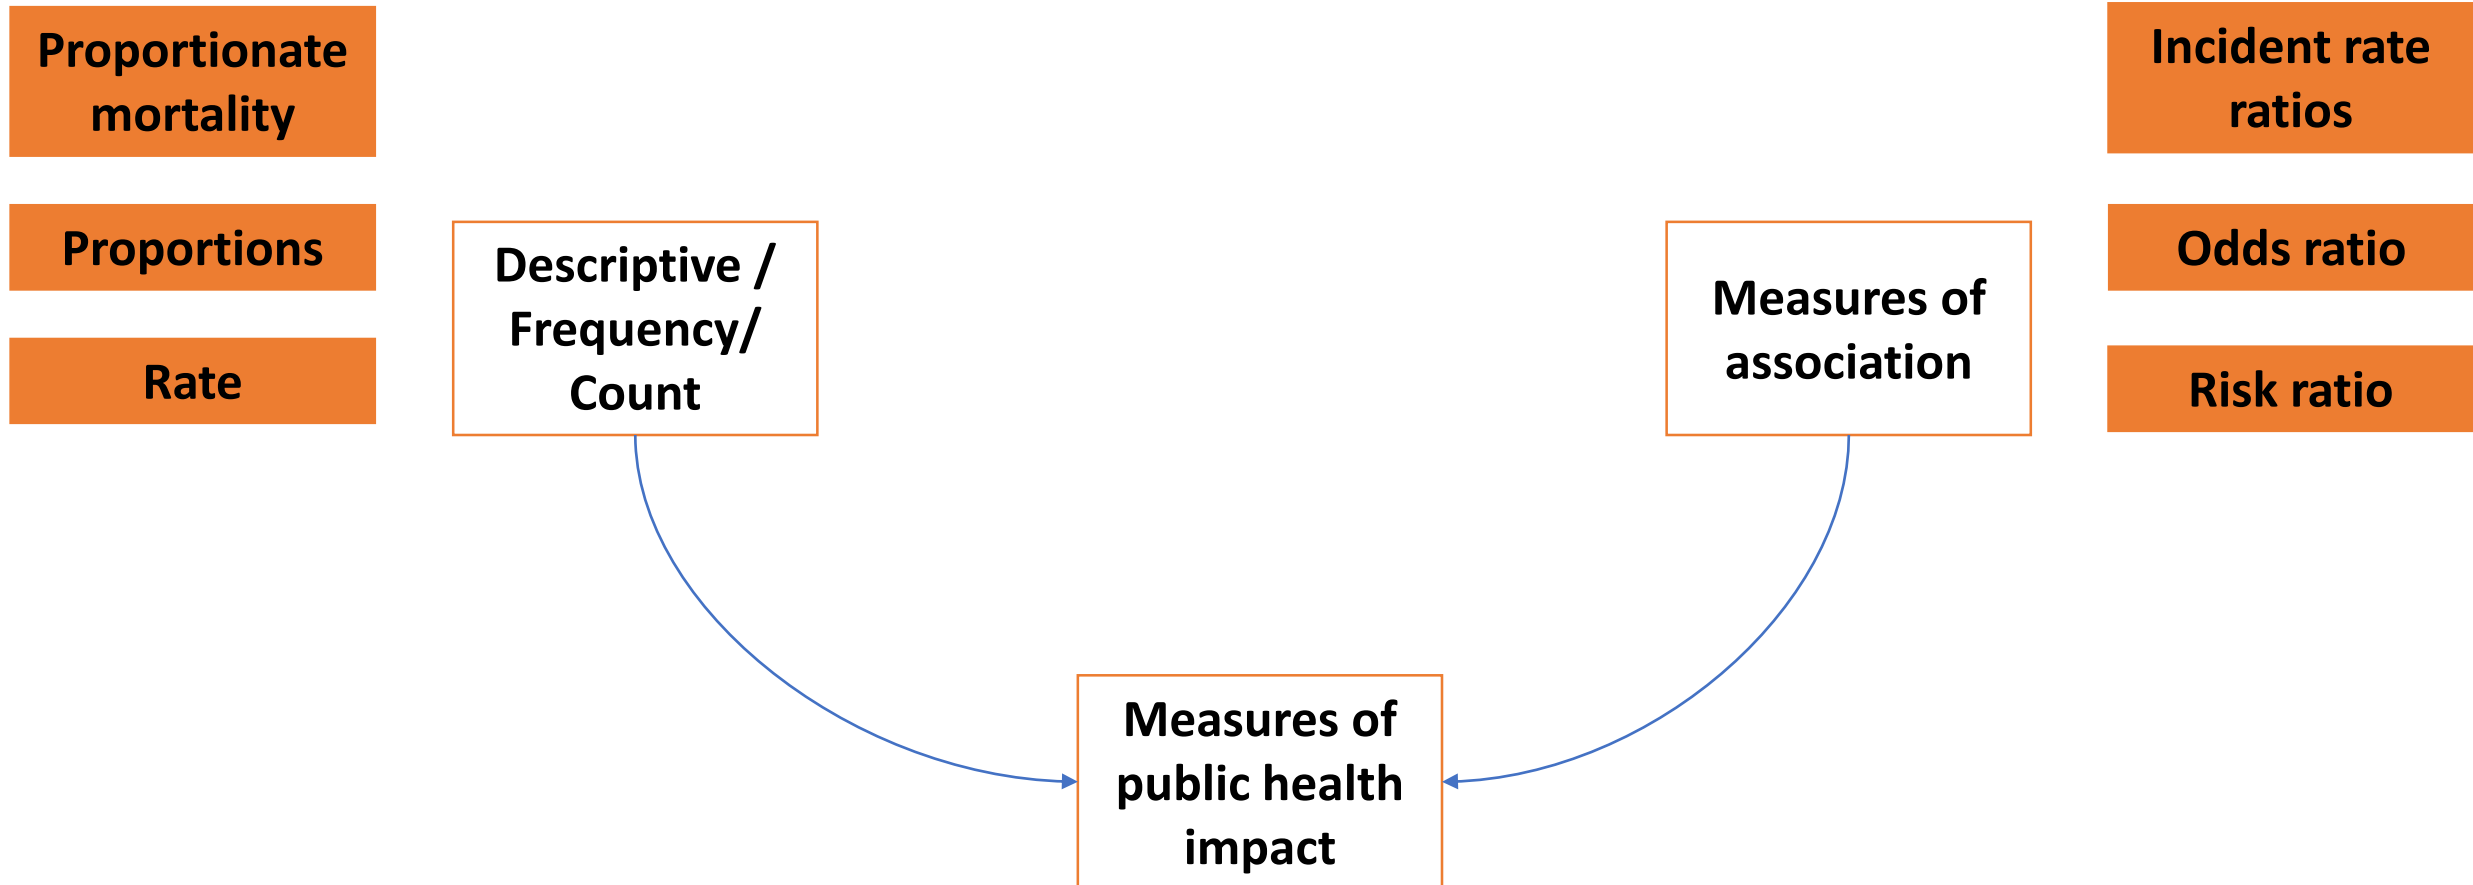 Proportionate
mortality
Proportions
Rate
Descriptive /
Frequency/
Count
Measures of
association
Incident rate
ratios
Odds ratio
Risk ratio
Measures of
public health
impact